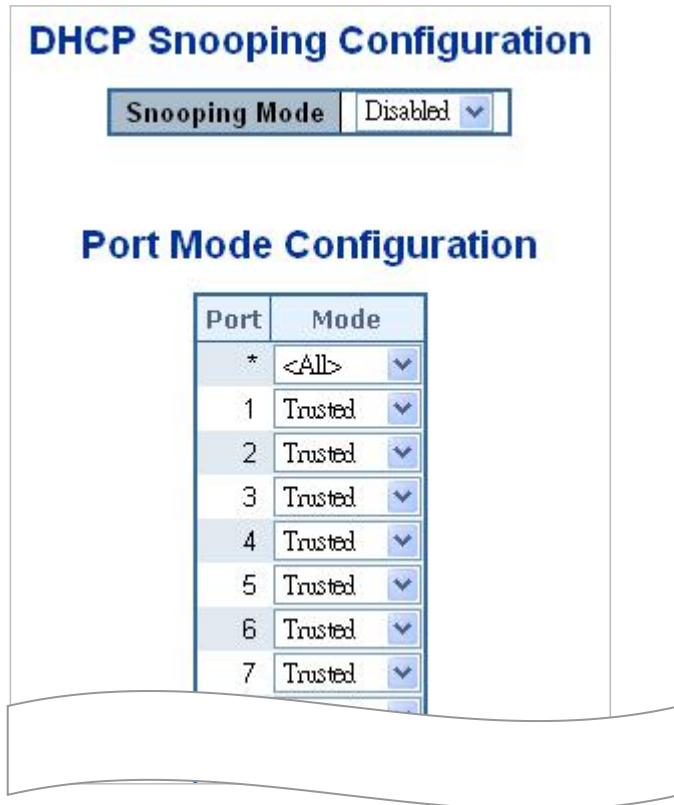 DHCP Snooping Configuration
Snooping Mode Disabled
Port Mode Configuration
Port Mode
* <All>
1 Trusted
2 Trusted
3 Trusted
4 Trusted
5 Trusted
6 Trusted
7 Trusted